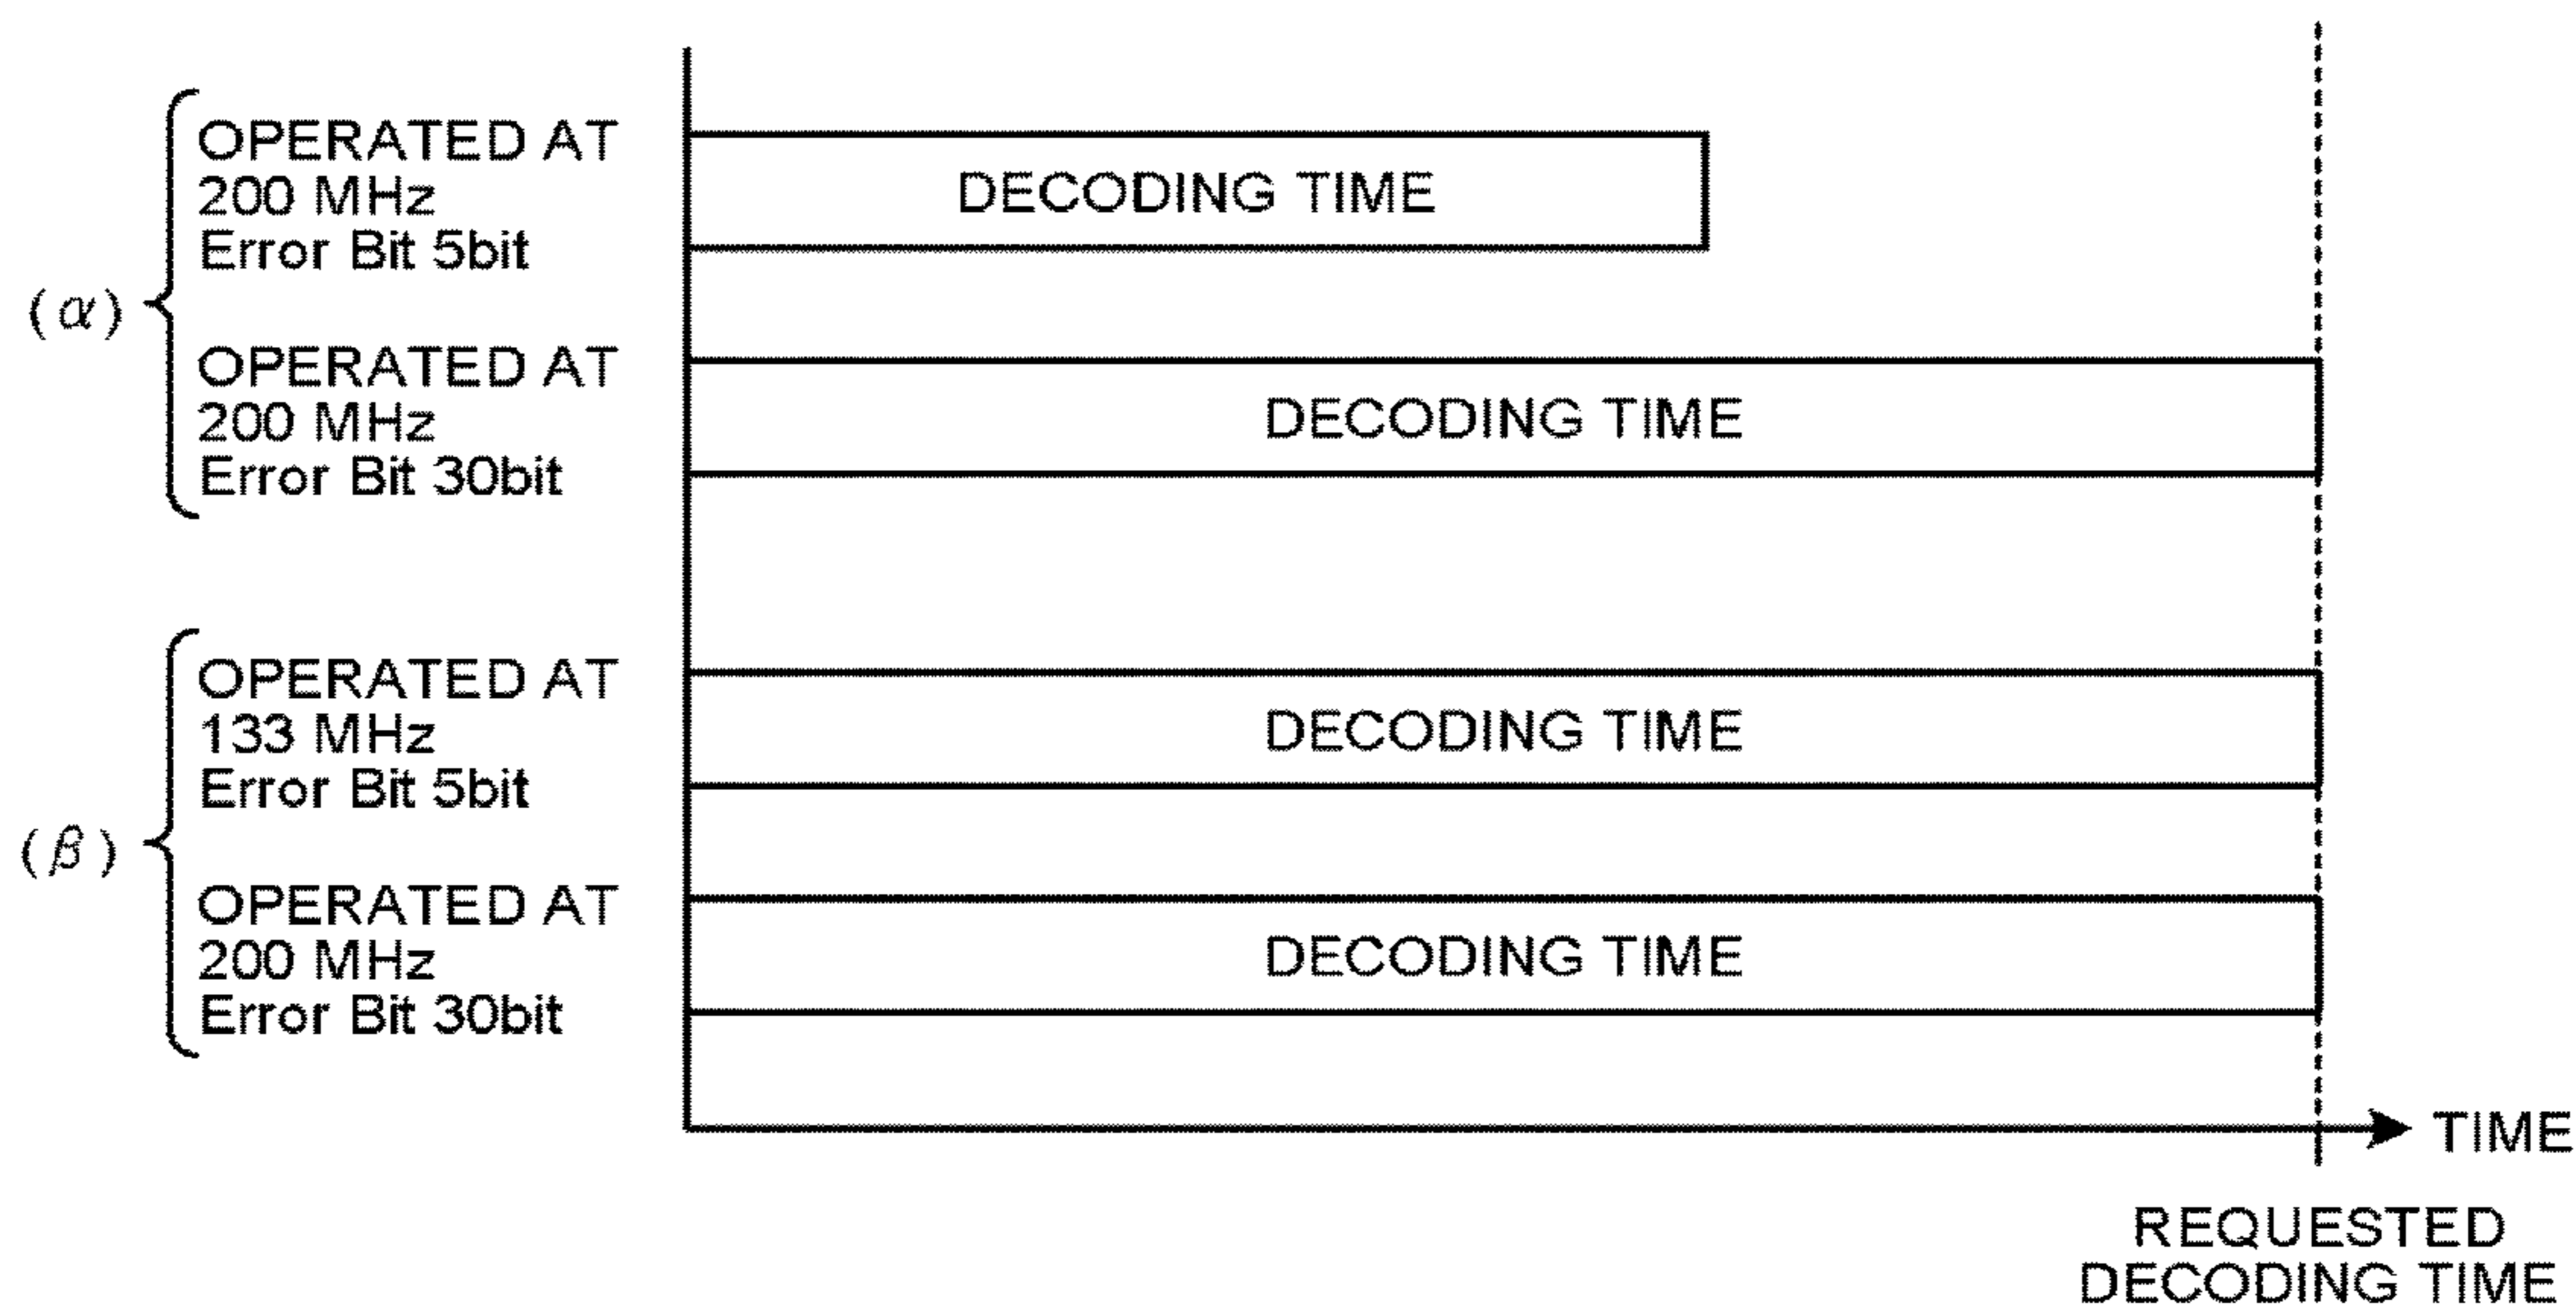 OPERATED AT
200 MHz
Error Bit 5bit
DECODING TIME
(α)
OPERATED AT
200 MHz
Error Bit 30bit
DECODING TIME
OPERATED AT
133 MHz
Error Bit 5bit
DECODING TIME
(β)
OPERATED AT
200 MHz
Error Bit 30bit
DECODING TIME
TIME
REQUESTED
DECODING TIME